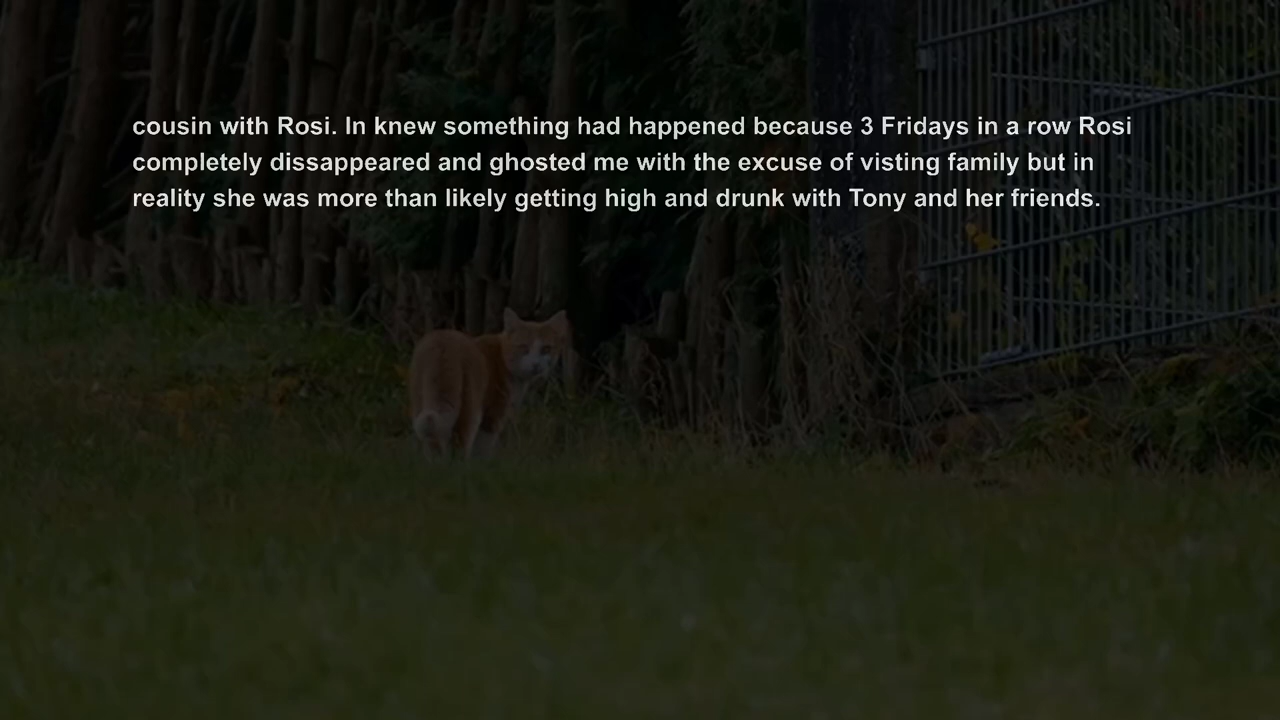 cousin with Rosi. In knew something had happened because 3 Fridays in a row Rosi
completely dissappeared and ghosted me with the excuse of visting family but in
reality she was more than likely getting high and drunk with Tony and her friends.